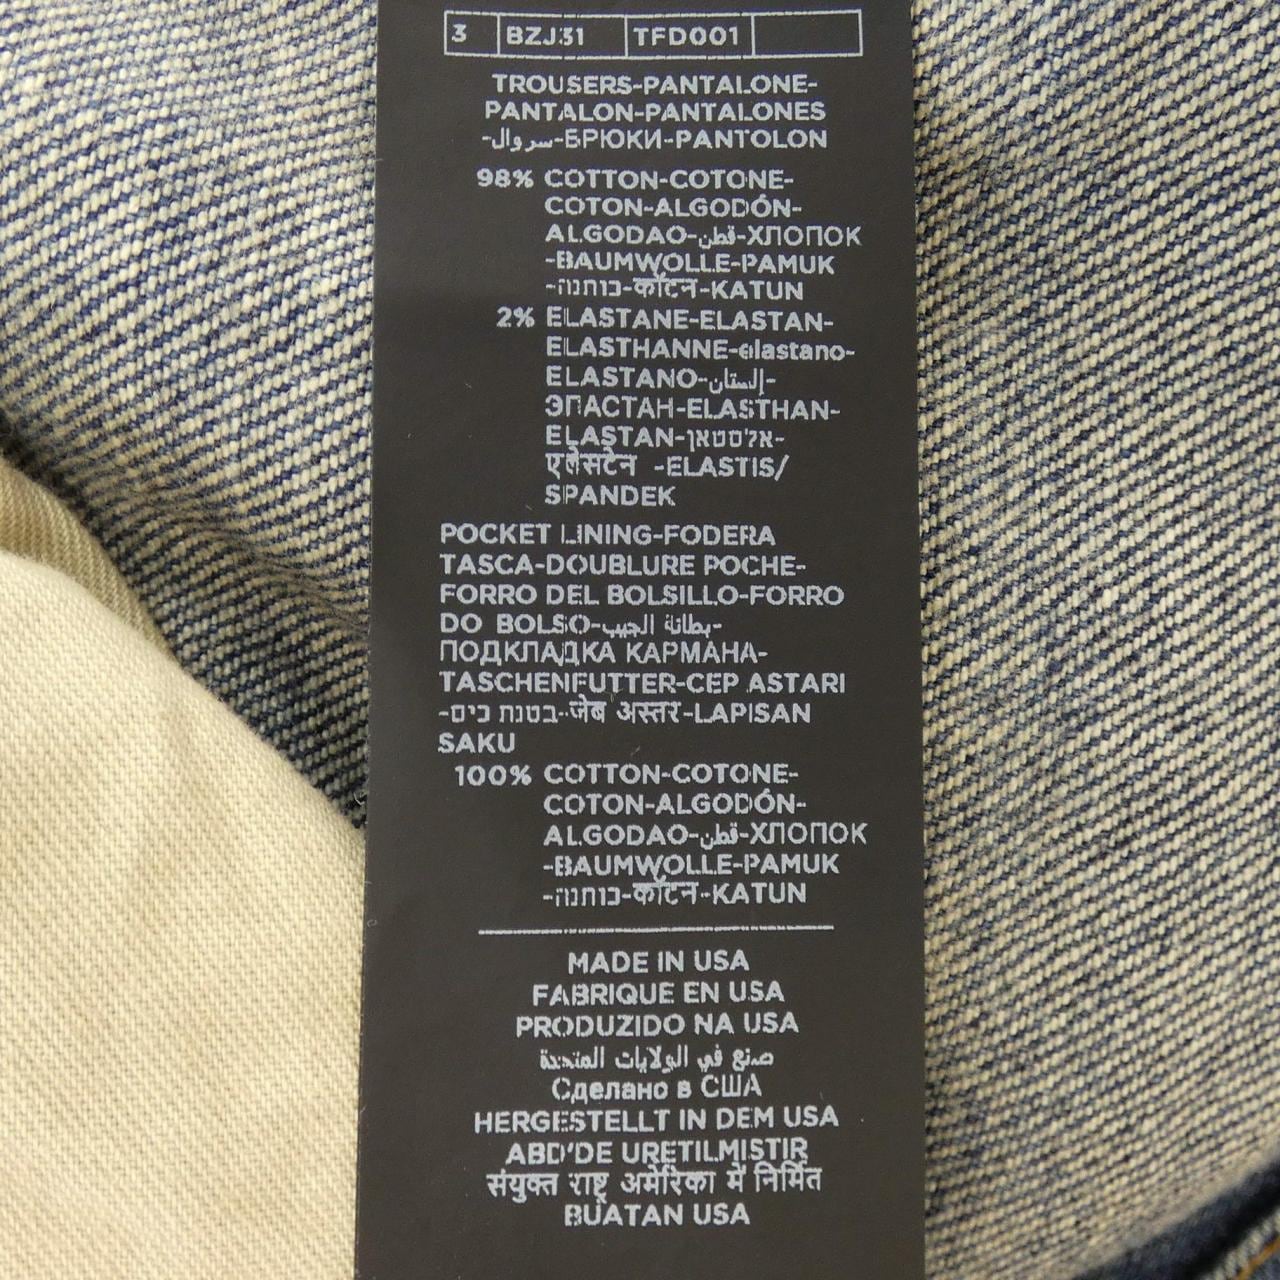 3 BZJ31 TFD001
TROUSERS-PANTALONE-
PANTALON-PANTALONES
-سروال-БРЮКИ-PANTOLON
98% COTTON-COTONE-
COTON-ALGODÓN-
ALGODAO-قطن-ХЛОПОК
-BAUMWOLLE-PAMUK
-כותנה-कॉटन-KATUN
2% ELASTANE-ELASTAN-
ELASTHANNE-elastano-
ELASTANO-إلستان-
ЭЛАСТАН-ELASTHAN-
ELASTAN-אלסטאן-
एलेसटेन -ELASTIS/
SPANDEK
POCKET LINING-FODERA
TASCA-DOUBLURE POCHE-
FORRO DEL BOLSILLO-FORRO
DO BOLSO-بطانة الجيب-
ПОДКЛАДКА КАРМАНА-
TASCHENFUTTER-CEP ASTARI
-בטנת כיס-जेब अस्तर-LAPISAN
SAKU
100% COTTON-COTONE-
COTON-ALGODÓN-
ALGODAO-قطن-ХЛОПОК
-BAUMWOLLE-PAMUK
-כותנה-कॉटन-KATUN
MADE IN USA
FABRIQUE EN USA
PRODUZIDO NA USA
صنع في الولايات المتحدة
Сделано в США
HERGESTELLT IN DEM USA
ABD'DE URETILMISTIR
संयुक्त राष्ट्र अमेरिका में निर्मित
BUATAN USA